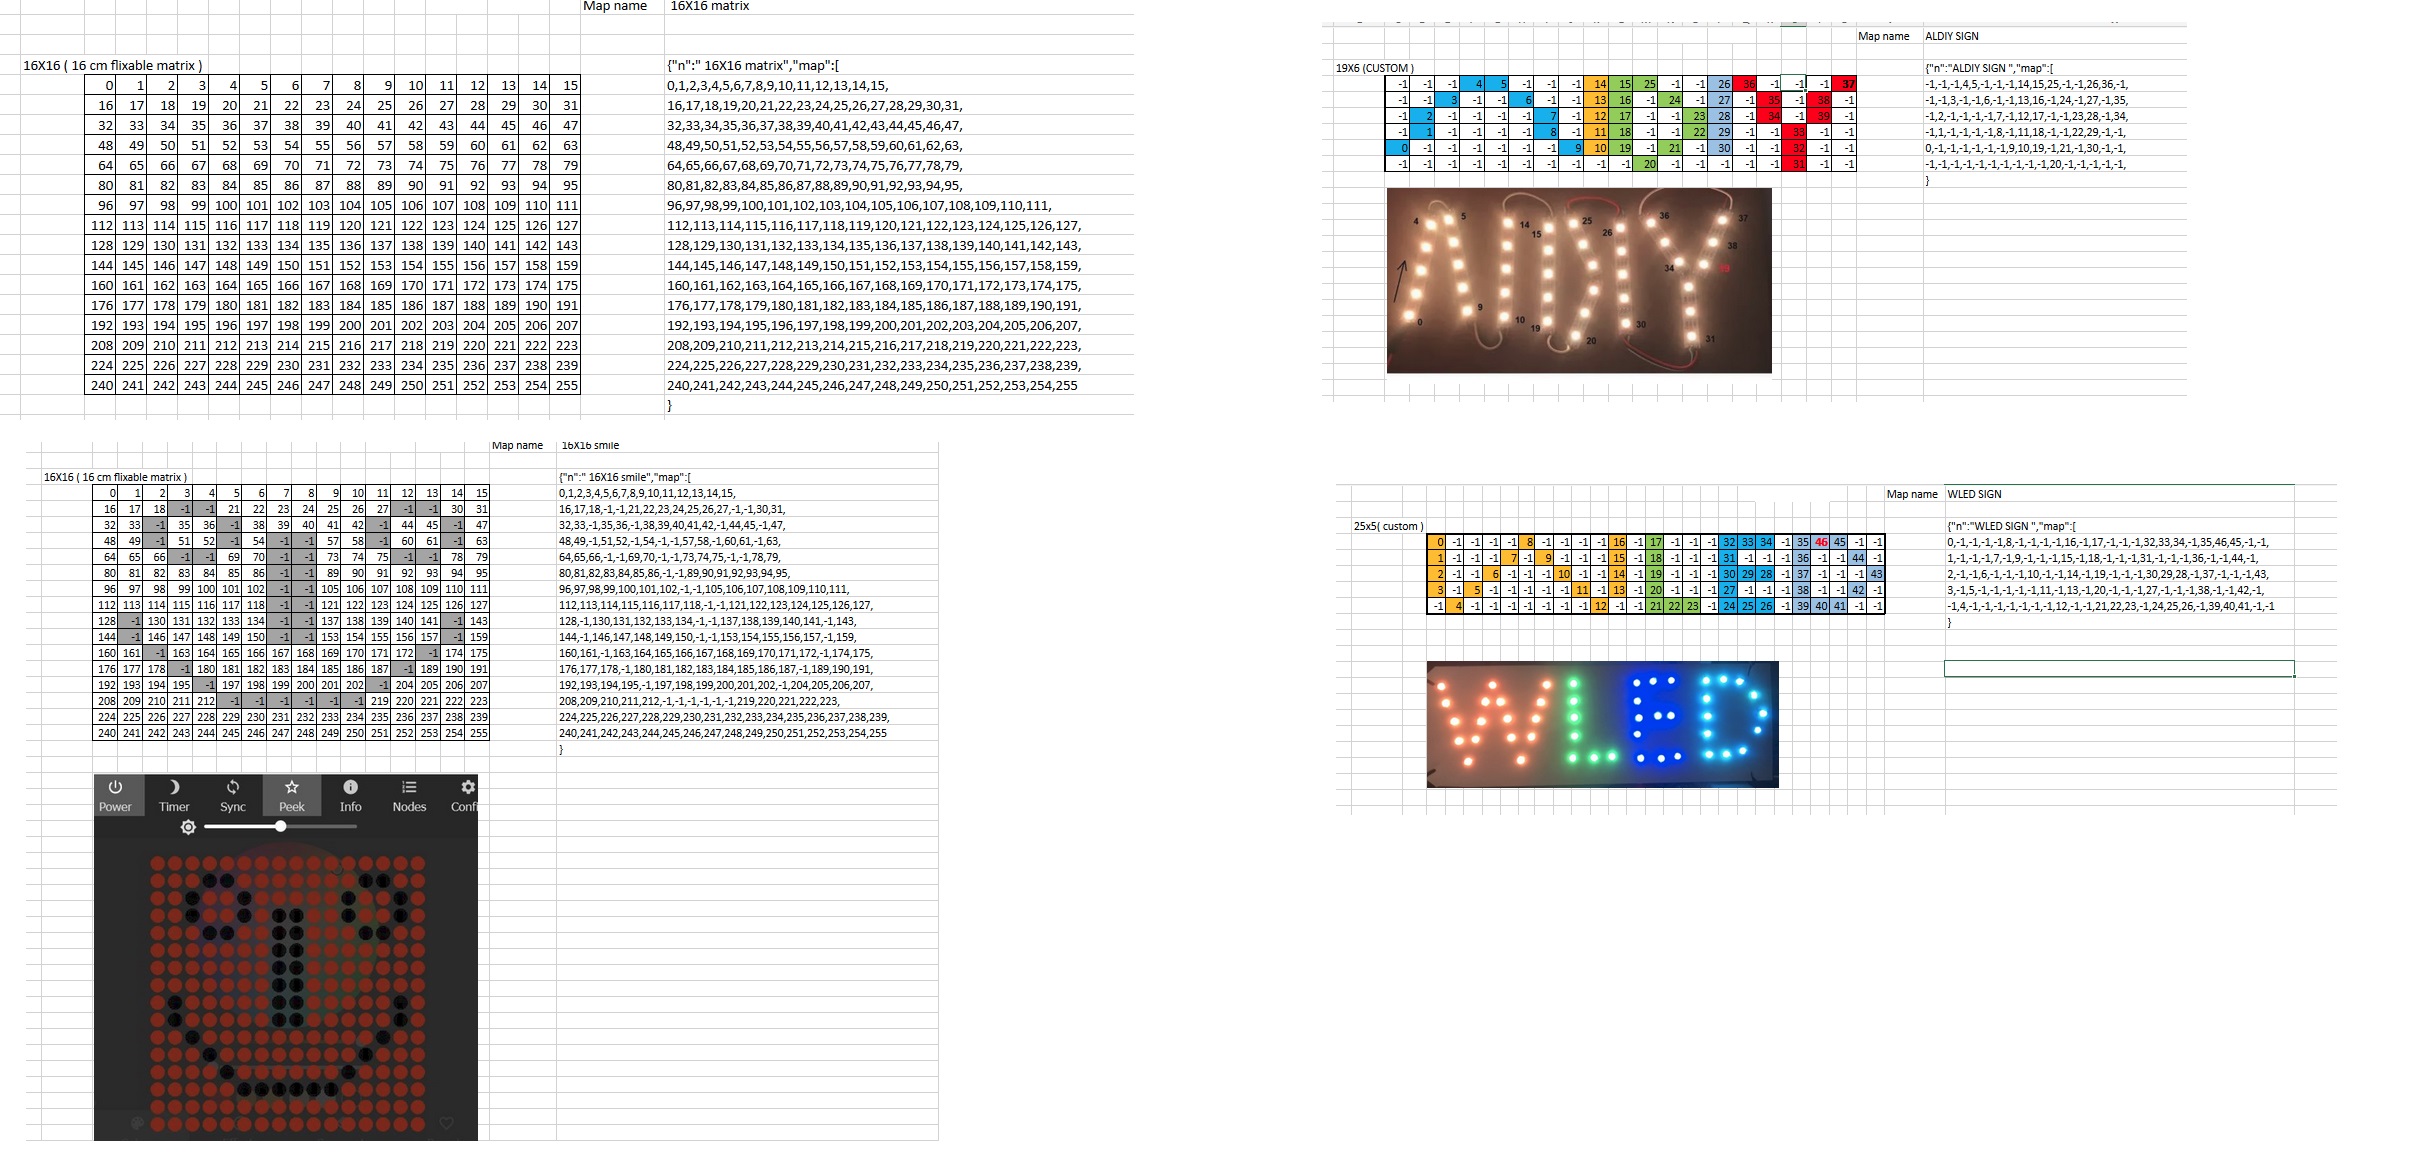 Map name 16X16 matrix
16X16 ( 16 cm flixable matrix ) {"n":" 16X16 matrix","map":[
0 1 2 3 4 5 6 7 8 9 10 11 12 13 14 15 0,1,2,3,4,5,6,7,8,9,10,11,12,13,14,15,
16 17 18 19 20 21 22 23 24 25 26 27 28 29 30 31 16,17,18,19,20,21,22,23,24,25,26,27,28,29,30,31,
32 33 34 35 36 37 38 39 40 41 42 43 44 45 46 47 32,33,34,35,36,37,38,39,40,41,42,43,44,45,46,47,
48 49 50 51 52 53 54 55 56 57 58 59 60 61 62 63 48,49,50,51,52,53,54,55,56,57,58,59,60,61,62,63,
64 65 66 67 68 69 70 71 72 73 74 75 76 77 78 79 64,65,66,67,68,69,70,71,72,73,74,75,76,77,78,79,
80 81 82 83 84 85 86 87 88 89 90 91 92 93 94 95 80,81,82,83,84,85,86,87,88,89,90,91,92,93,94,95,
96 97 98 99 100 101 102 103 104 105 106 107 108 109 110 111 96,97,98,99,100,101,102,103,104,105,106,107,108,109,110,111,
112 113 114 115 116 117 118 119 120 121 122 123 124 125 126 127 112,113,114,115,116,117,118,119,120,121,122,123,124,125,126,127,
128 129 130 131 132 133 134 135 136 137 138 139 140 141 142 143 128,129,130,131,132,133,134,135,136,137,138,139,140,141,142,143,
144 145 146 147 148 149 150 151 152 153 154 155 156 157 158 159 144,145,146,147,148,149,150,151,152,153,154,155,156,157,158,159,
160 161 162 163 164 165 166 167 168 169 170 171 172 173 174 175 160,161,162,163,164,165,166,167,168,169,170,171,172,173,174,175,
176 177 178 179 180 181 182 183 184 185 186 187 188 189 190 191 176,177,178,179,180,181,182,183,184,185,186,187,188,189,190,191,
192 193 194 195 196 197 198 199 200 201 202 203 204 205 206 207 192,193,194,195,196,197,198,199,200,201,202,203,204,205,206,207,
208 209 210 211 212 213 214 215 216 217 218 219 220 221 222 223 208,209,210,211,212,213,214,215,216,217,218,219,220,221,222,223,
224 225 226 227 228 229 230 231 232 233 234 235 236 237 238 239 224,225,226,227,228,229,230,231,232,233,234,235,236,237,238,239,
240 241 242 243 244 245 246 247 248 249 250 251 252 253 254 255 240,241,242,243,244,245,246,247,248,249,250,251,252,253,254,255
}
Map name ALDIY SIGN
19X6 (CUSTOM ) {"n":"ALDIY SIGN ","map":[
-1 -1 -1 4 5 -1 -1 -1 14 15 25 -1 -1 26 36 -1 -1 -1 37 -1,-1,-1,4,5,-1,-1,-1,14,15,25,-1,-1,26,36,-1,
-1 -1 3 -1 -1 6 -1 -1 13 16 -1 24 -1 27 -1 35 -1 38 -1 -1,-1,3,-1,-1,6,-1,-1,13,16,-1,24,-1,27,-1,35,
-1 2 -1 -1 -1 -1 7 -1 12 17 -1 -1 23 28 -1 34 -1 39 -1 -1,2,-1,-1,-1,-1,7,-1,12,17,-1,-1,23,28,-1,34,
-1 1 -1 -1 -1 -1 8 -1 11 18 -1 -1 22 29 -1 -1 33 -1 -1 -1,1,-1,-1,-1,-1,8,-1,11,18,-1,-1,22,29,-1,-1,
0 -1 -1 -1 -1 -1 -1 9 10 19 -1 21 -1 30 -1 -1 32 -1 -1 0,-1,-1,-1,-1,-1,-1,9,10,19,-1,21,-1,30,-1,-1,
-1 -1 -1 -1 -1 -1 -1 -1 -1 -1 20 -1 -1 -1 -1 -1 31 -1 -1 -1,-1,-1,-1,-1,-1,-1,-1,-1,-1,20,-1,-1,-1,-1,-1,
}
4 5 14 15 25 26 36 37
38
34 39
0 9 10 19 20 30 31
Map name 16X16 smile
16X16 ( 16 cm flixable matrix ) {"n":" 16X16 smile","map":[
0 1 2 3 4 5 6 7 8 9 10 11 12 13 14 15 0,1,2,3,4,5,6,7,8,9,10,11,12,13,14,15,
16 17 18 -1 -1 21 22 23 24 25 26 27 -1 -1 30 31 16,17,18,-1,-1,21,22,23,24,25,26,27,-1,-1,30,31,
32 33 -1 35 36 -1 38 39 40 41 42 -1 44 45 -1 47 32,33,-1,35,36,-1,38,39,40,41,42,-1,44,45,-1,47,
48 49 -1 51 52 -1 54 -1 -1 57 58 -1 60 61 -1 63 48,49,-1,51,52,-1,54,-1,-1,57,58,-1,60,61,-1,63,
64 65 66 -1 -1 69 70 -1 -1 73 74 75 -1 -1 78 79 64,65,66,-1,-1,69,70,-1,-1,73,74,75,-1,-1,78,79,
80 81 82 83 84 85 86 -1 -1 89 90 91 92 93 94 95 80,81,82,83,84,85,86,-1,-1,89,90,91,92,93,94,95,
96 97 98 99 100 101 102 -1 -1 105 106 107 108 109 110 111 96,97,98,99,100,101,102,-1,-1,105,106,107,108,109,110,111,
112 113 114 115 116 117 118 -1 -1 121 122 123 124 125 126 127 112,113,114,115,116,117,118,-1,-1,121,122,123,124,125,126,127,
128 -1 130 131 132 133 134 -1 -1 137 138 139 140 141 -1 143 128,-1,130,131,132,133,134,-1,-1,137,138,139,140,141,-1,143,
144 -1 146 147 148 149 150 -1 -1 153 154 155 156 157 -1 159 144,-1,146,147,148,149,150,-1,-1,153,154,155,156,157,-1,159,
160 161 -1 163 164 165 166 167 168 169 170 171 172 -1 174 175 160,161,-1,163,164,165,166,167,168,169,170,171,172,-1,174,175,
176 177 178 -1 180 181 182 183 184 185 186 187 -1 189 190 191 176,177,178,-1,180,181,182,183,184,185,186,187,-1,189,190,191,
192 193 194 195 -1 197 198 199 200 201 202 -1 204 205 206 207 192,193,194,195,-1,197,198,199,200,201,202,-1,204,205,206,207,
208 209 210 211 212 -1 -1 -1 -1 -1 -1 219 220 221 222 223 208,209,210,211,212,-1,-1,-1,-1,-1,-1,219,220,221,222,223,
224 225 226 227 228 229 230 231 232 233 234 235 236 237 238 239 224,225,226,227,228,229,230,231,232,233,234,235,236,237,238,239,
240 241 242 243 244 245 246 247 248 249 250 251 252 253 254 255 240,241,242,243,244,245,246,247,248,249,250,251,252,253,254,255
}
Power Timer Sync Peek Info Nodes Confi
Map name WLED SIGN
25x5( custom ) {"n":"WLED SIGN ","map":[
0 -1 -1 -1 -1 8 -1 -1 -1 -1 16 -1 17 -1 -1 -1 32 33 34 -1 35 46 45 -1 -1 0,-1,-1,-1,-1,8,-1,-1,-1,-1,16,-1,17,-1,-1,-1,32,33,34,-1,35,46,45,-1,-1,
1 -1 -1 -1 7 -1 9 -1 -1 -1 15 -1 18 -1 -1 -1 31 -1 -1 -1 36 -1 -1 44 -1 1,-1,-1,-1,7,-1,9,-1,-1,-1,15,-1,18,-1,-1,-1,31,-1,-1,-1,36,-1,-1,44,-1,
2 -1 -1 6 -1 -1 -1 10 -1 -1 14 -1 19 -1 -1 -1 30 29 28 -1 37 -1 -1 -1 43 2,-1,-1,6,-1,-1,-1,10,-1,-1,14,-1,19,-1,-1,-1,30,29,28,-1,37,-1,-1,-1,43,
3 -1 5 -1 -1 -1 -1 -1 11 -1 13 -1 20 -1 -1 -1 27 -1 -1 -1 38 -1 -1 42 -1 3,-1,5,-1,-1,-1,-1,-1,11,-1,13,-1,20,-1,-1,-1,27,-1,-1,-1,38,-1,-1,42,-1,
-1 4 -1 -1 -1 -1 -1 -1 -1 12 -1 -1 21 22 23 -1 24 25 26 -1 39 40 41 -1 -1 -1,4,-1,-1,-1,-1,-1,-1,-1,12,-1,-1,21,22,23,-1,24,25,26,-1,39,40,41,-1,-1
}
WLED